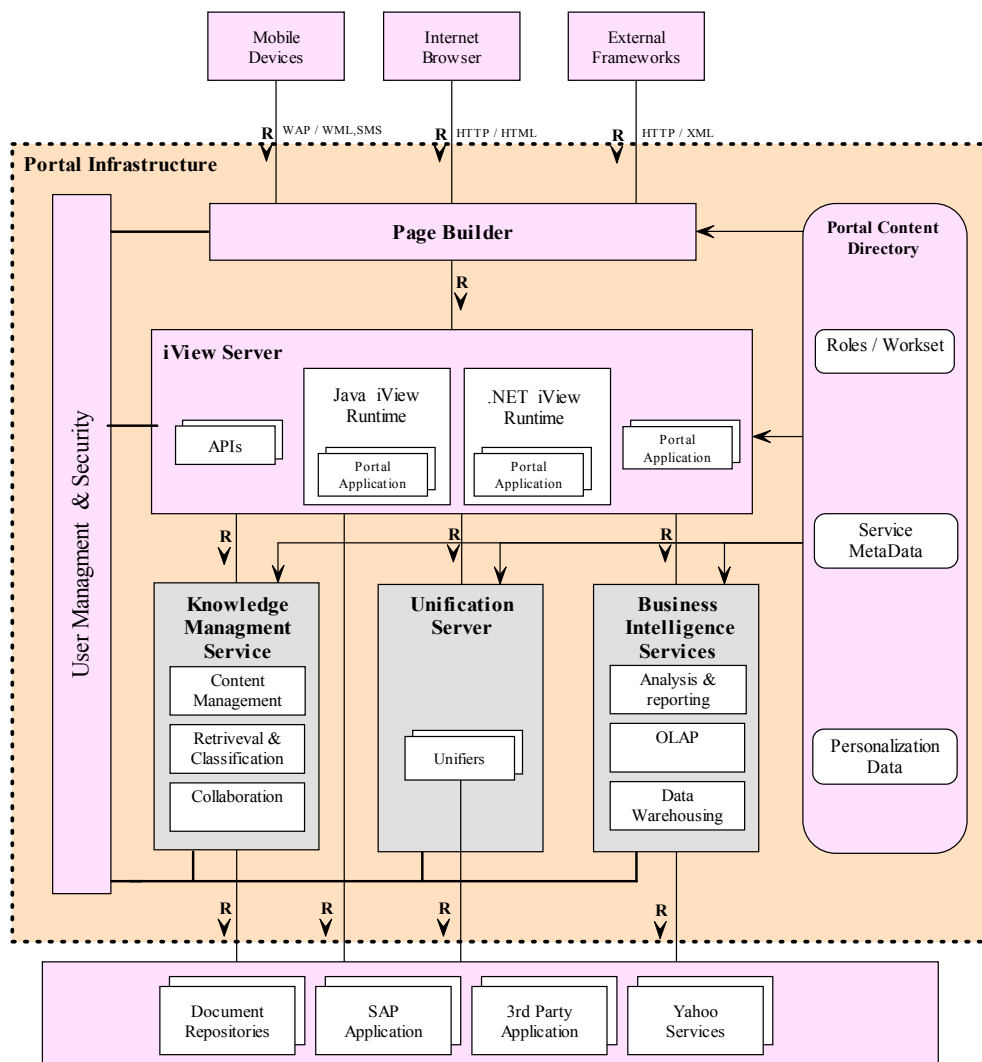 Mobile
Devices
Internet
Browser
External
Frameworks
R
WAP / WML,SMS
R
HTTP / HTML
R
HTTP / XML
Portal Infrastructure
User Managment & Security
Page Builder
Portal Content
Directory
R
iView Server
Roles / Workset
Java iView
Runtime
.NET iView
Runtime
APIs
Portal
Application
Portal
Application
Portal
Application
R
R
R
Service
MetaData
Knowledge
Managment
Service
Unification
Server
Business
Intelligence
Services
Content
Management
Analysis &
reporting
Retriveval &
Classification
Unifiers
OLAP
Personalization
Data
Collaboration
Data
Warehousing
R
R
R
R
Document
Repositories
SAP
Application
3rd Party
Application
Yahoo
Services